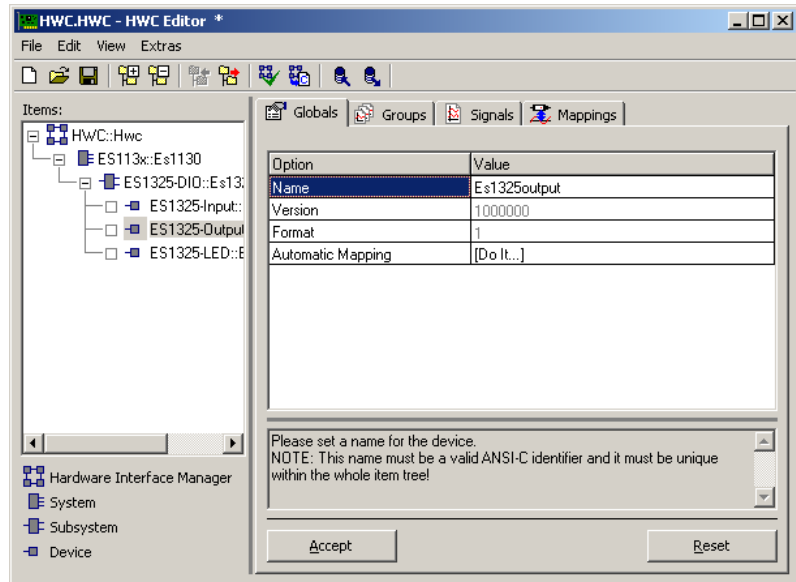 HWC.HWC - HWC Editor *
File Edit View Extras
Items:
HWC::Hwc
ES113x::Es1130
ES1325-DIO::Es13
ES1325-Input::
ES1325-Outpu
ES1325-LED::E
Hardware Interface Manager
System
Subsystem
Device
Globals Groups Signals Mappings
Option Value
Name Es1325output
Version 1000000
Format 1
Automatic Mapping [Do It...]
Please set a name for the device.
NOTE: This name must be a valid ANSI-C identifier and it must be unique
within the whole item tree!
Accept Reset